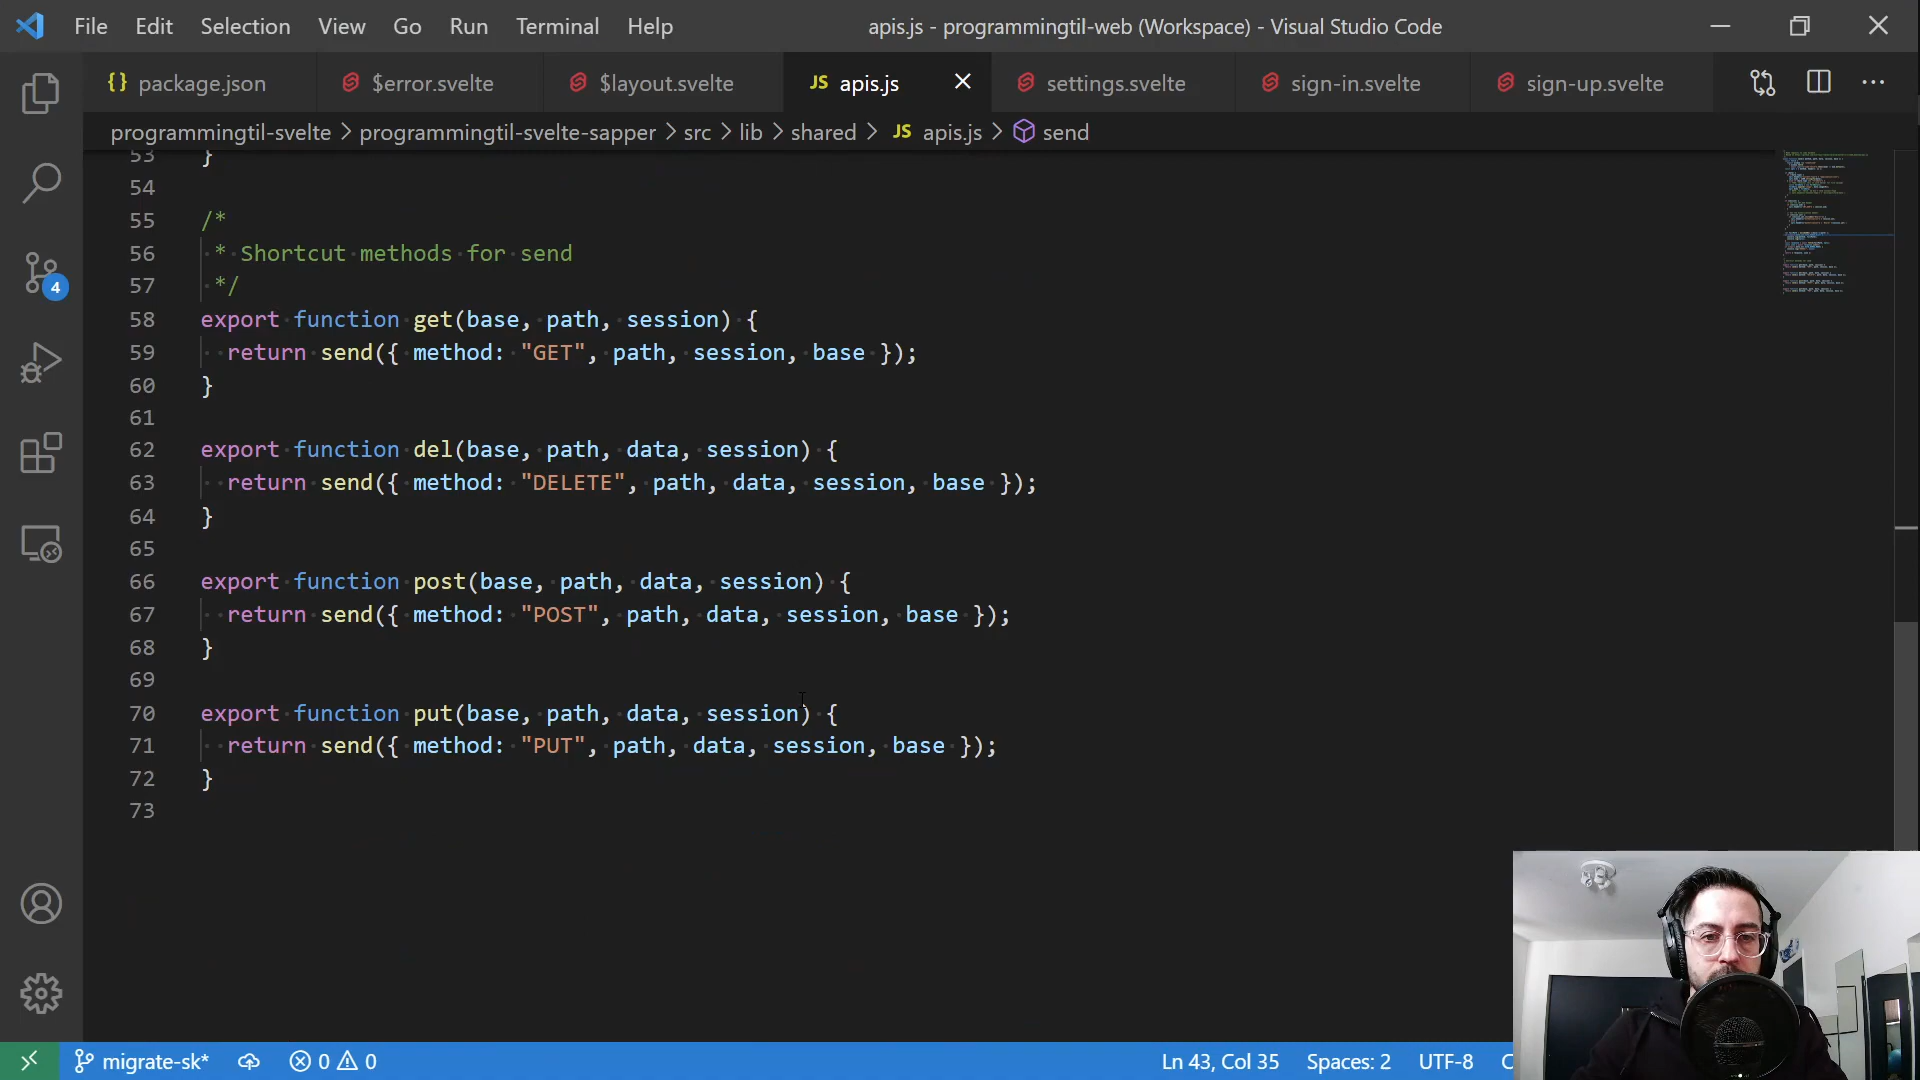 File Edit Selection View Go Run Terminal Help
apis.js - programmingtil-web (Workspace) - Visual Studio Code
{} package.json
$error.svelte
$layout.svelte
JS apis.js
settings.svelte
sign-in.svelte
sign-up.svelte
programmingtil-svelte > programmingtil-svelte-sapper > src > lib > shared > JS apis.js > send
53 }
54
55 /*
56 * Shortcut methods for send
57 */
58 export function get(base, path, session) {
59 return send({ method: "GET", path, session, base });
60 }
61
62 export function del(base, path, data, session) {
63 return send({ method: "DELETE", path, data, session, base });
64 }
65
66 export function post(base, path, data, session) {
67 return send({ method: "POST", path, data, session, base });
68 }
69
70 export function put(base, path, data, session) {
71 return send({ method: "PUT", path, data, session, base });
72 }
73
4
migrate-sk* 0 0
Ln 43, Col 35 Spaces: 2 UTF-8